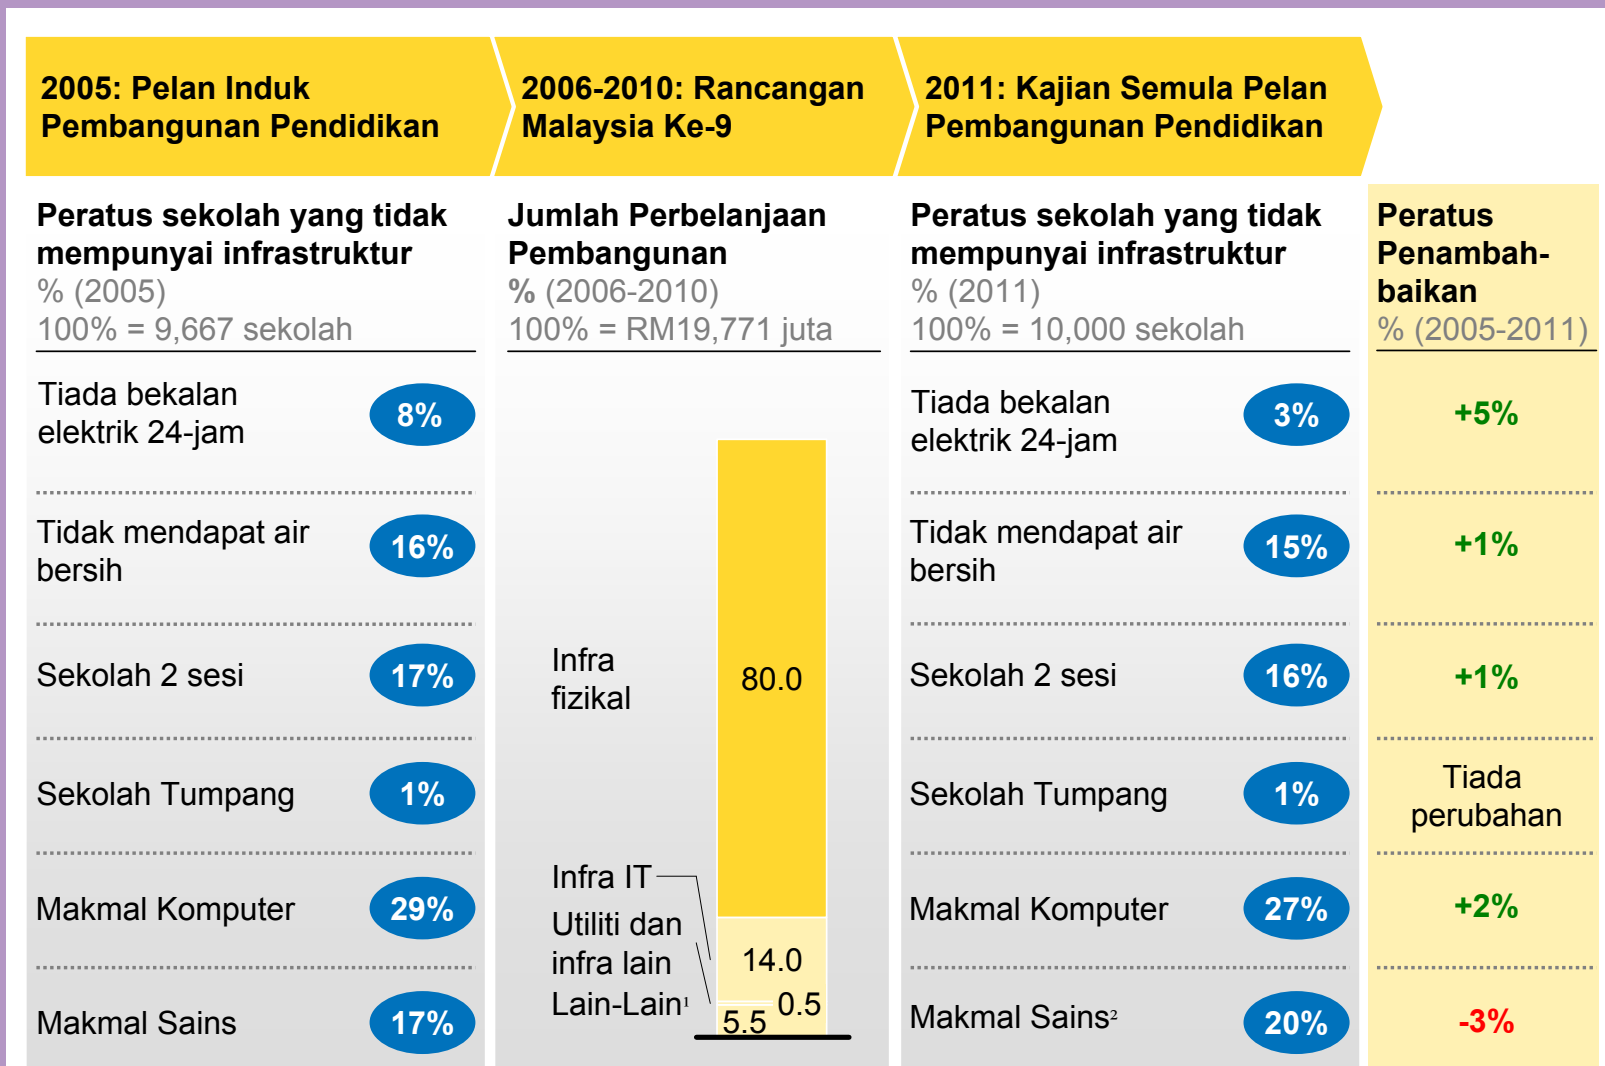 2005: Pelan Induk
Pembangunan Pendidikan
2006-2010: Rancangan
Malaysia Ke-9
2011: Kajian Semula Pelan
Pembangunan Pendidikan
Peratus sekolah yang tidak
mempunyai infrastruktur
% (2005)
100% = 9,667 sekolah
Tiada bekalan
elektrik 24-jam
8%
Tidak mendapat air
bersih
16%
Sekolah 2 sesi
17%
Sekolah Tumpang
1%
Makmal Komputer
29%
Makmal Sains
17%
Jumlah Perbelanjaan
Pembangunan
% (2006-2010)
100% = RM19,771 juta
Infra
fizikal
80.0
Infra IT
14.0
Utiliti dan
infra lain
0.5
Lain-Lain¹
5.5
Peratus sekolah yang tidak
mempunyai infrastruktur
% (2011)
100% = 10,000 sekolah
Tiada bekalan
elektrik 24-jam
3%
Tidak mendapat air
bersih
15%
Sekolah 2 sesi
16%
Sekolah Tumpang
1%
Makmal Komputer
27%
Makmal Sains²
20%
Peratus
Penambah-
baikan
% (2005-2011)
+5%
+1%
+1%
Tiada
perubahan
+2%
-3%